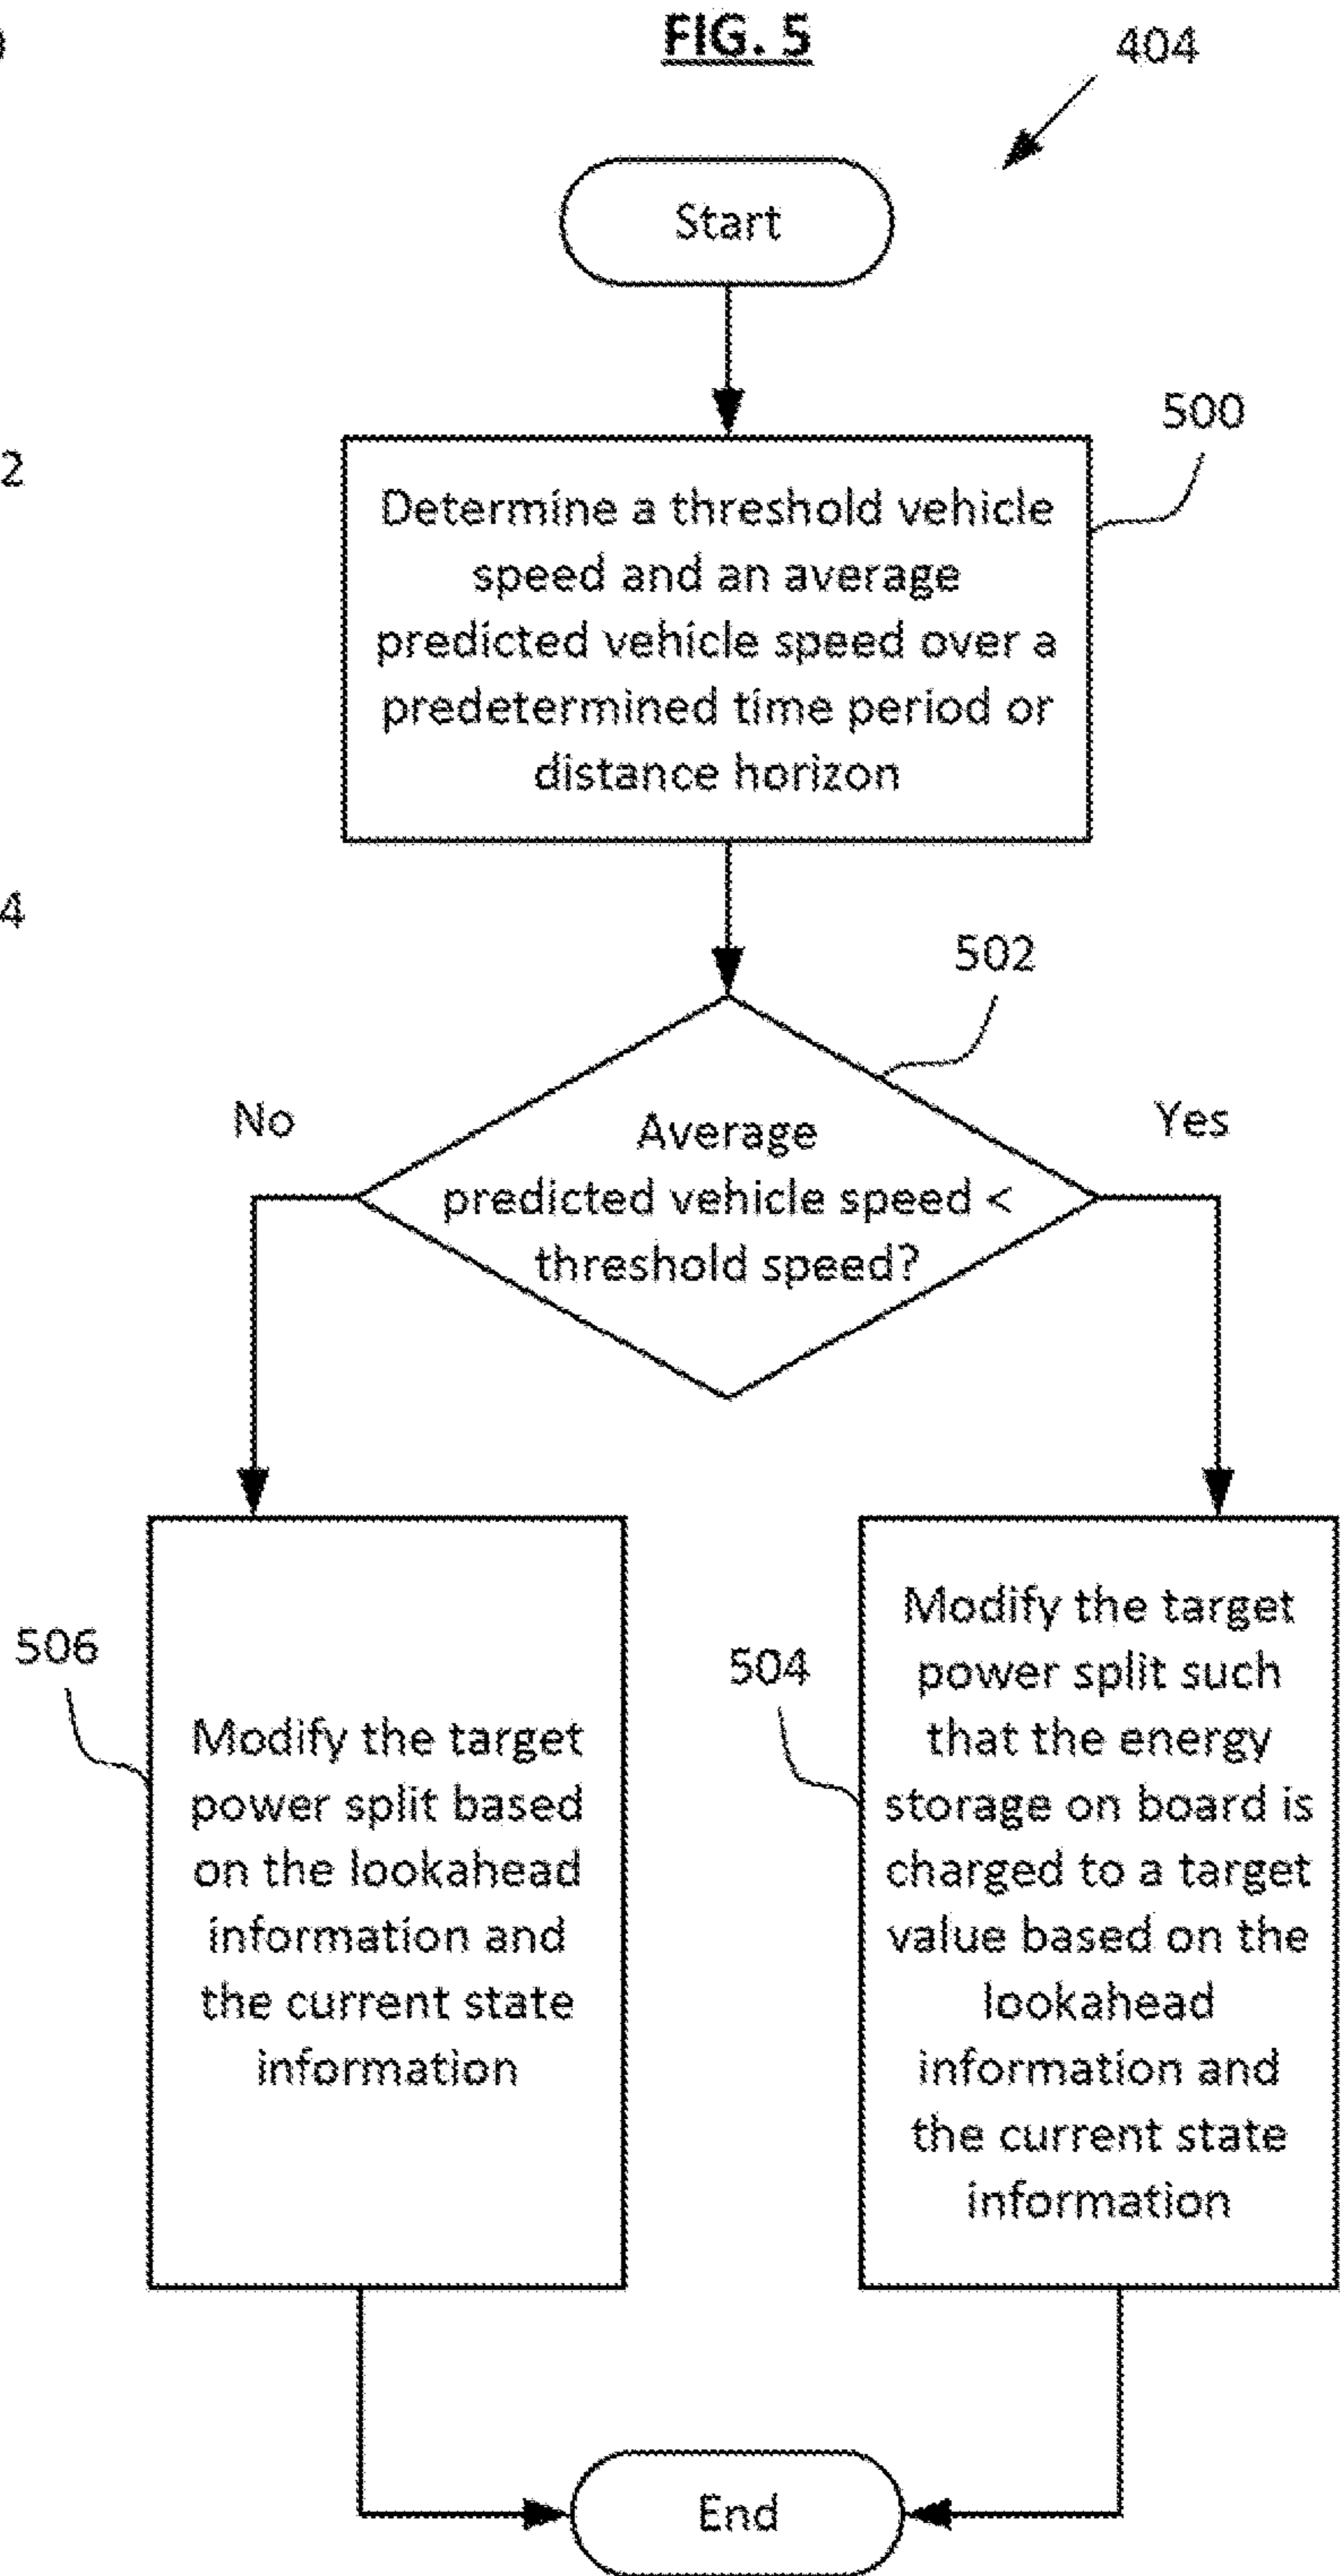 FIG. 5
404
Start
500
Determine a threshold vehicle
speed and an average
predicted vehicle speed over a
predetermined time period or
distance horizon
2
4
502
No
Yes
Average
predicted vehicle speed <
threshold speed?
506
Modify the target
power split based
on the lookahead
information and
the current state
information
504
Modify the target
power split such
that the energy
storage on board is
charged to a target
value based on the
lookahead
information and
the current state
information
End